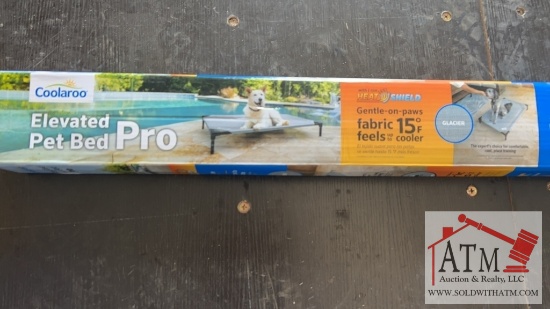 Coolaroo
Elevated
Pet Bed Pro
HEAT SHIELD
Gentle-on-paws
fabric 15°F
feels cooler
GLACIER
ATM
Auction & Realty, LLC
WWW.SOLDWITHATM.COM